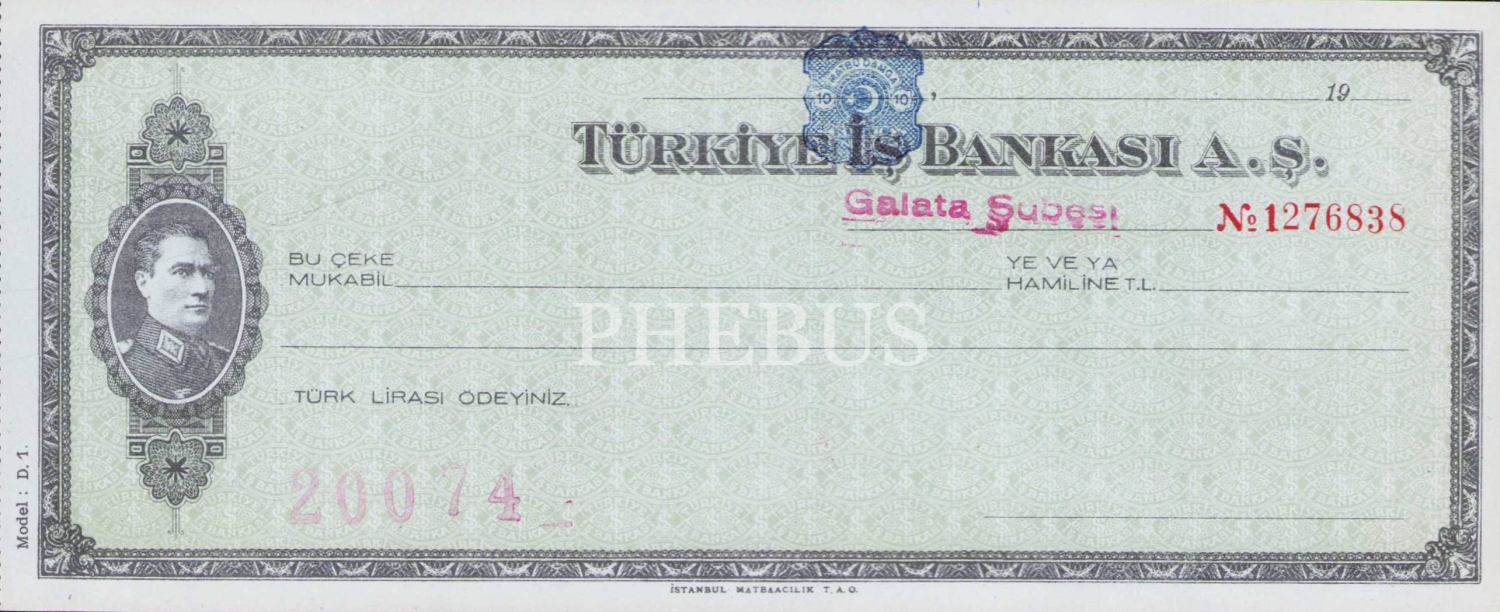 MATBU DAMGA
10 10
, 19
TÜRKİYE İŞ BANKASI A.Ş.
Galata Şubesi
№1276838
BU ÇEKE
MUKABİL
YE VE YA
HAMİLİNE T.L.
PHEBUS
TÜRK LİRASI ÖDEYİNİZ.
20074
Model: D. 1.
İSTANBUL MATBAACILIK T. A. O.